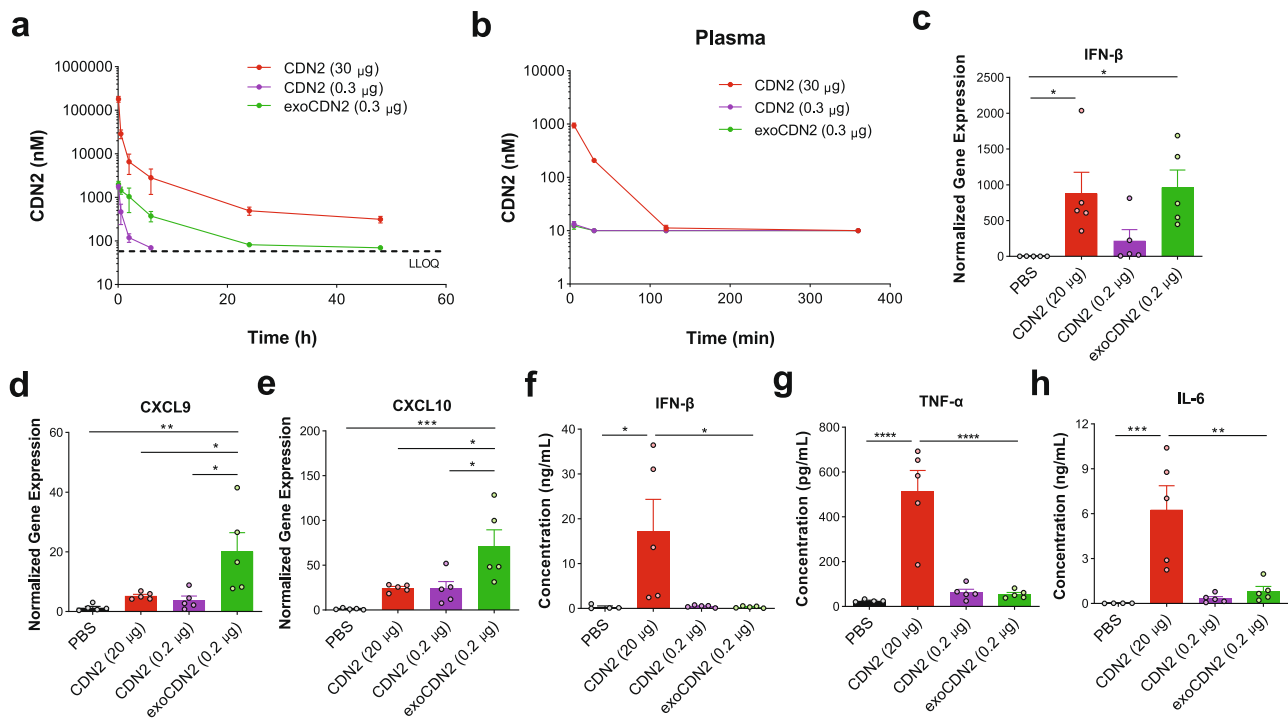 a
CDN2 (30 µg)
CDN2 (0.3 µg)
exoCDN2 (0.3 µg)
CDN2 (nM)
1000000
100000
10000
1000
100
10
LLOQ
0 20 40 60
Time (h)
b
Plasma
CDN2 (30 µg)
CDN2 (0.3 µg)
exoCDN2 (0.3 µg)
CDN2 (nM)
10000
1000
100
10
1
0 100 200 300 400
Time (min)
c
IFN-β
Normalized Gene Expression
2500
2000
1500
1000
500
0
*
*
PBS
CDN2 (20 µg)
CDN2 (0.2 µg)
exoCDN2 (0.2 µg)
d
CXCL9
Normalized Gene Expression
60
40
20
0
**
*
*
PBS
CDN2 (20 µg)
CDN2 (0.2 µg)
exoCDN2 (0.2 µg)
e
CXCL10
Normalized Gene Expression
200
150
100
50
0
***
*
*
PBS
CDN2 (20 µg)
CDN2 (0.2 µg)
exoCDN2 (0.2 µg)
f
IFN-β
Concentration (ng/mL)
40
30
20
10
0
*
*
PBS
CDN2 (20 µg)
CDN2 (0.2 µg)
exoCDN2 (0.2 µg)
g
TNF-α
Concentration (pg/mL)
800
600
400
200
0
****
****
PBS
CDN2 (20 µg)
CDN2 (0.2 µg)
exoCDN2 (0.2 µg)
h
IL-6
Concentration (ng/mL)
12
9
6
3
0
***
**
PBS
CDN2 (20 µg)
CDN2 (0.2 µg)
exoCDN2 (0.2 µg)